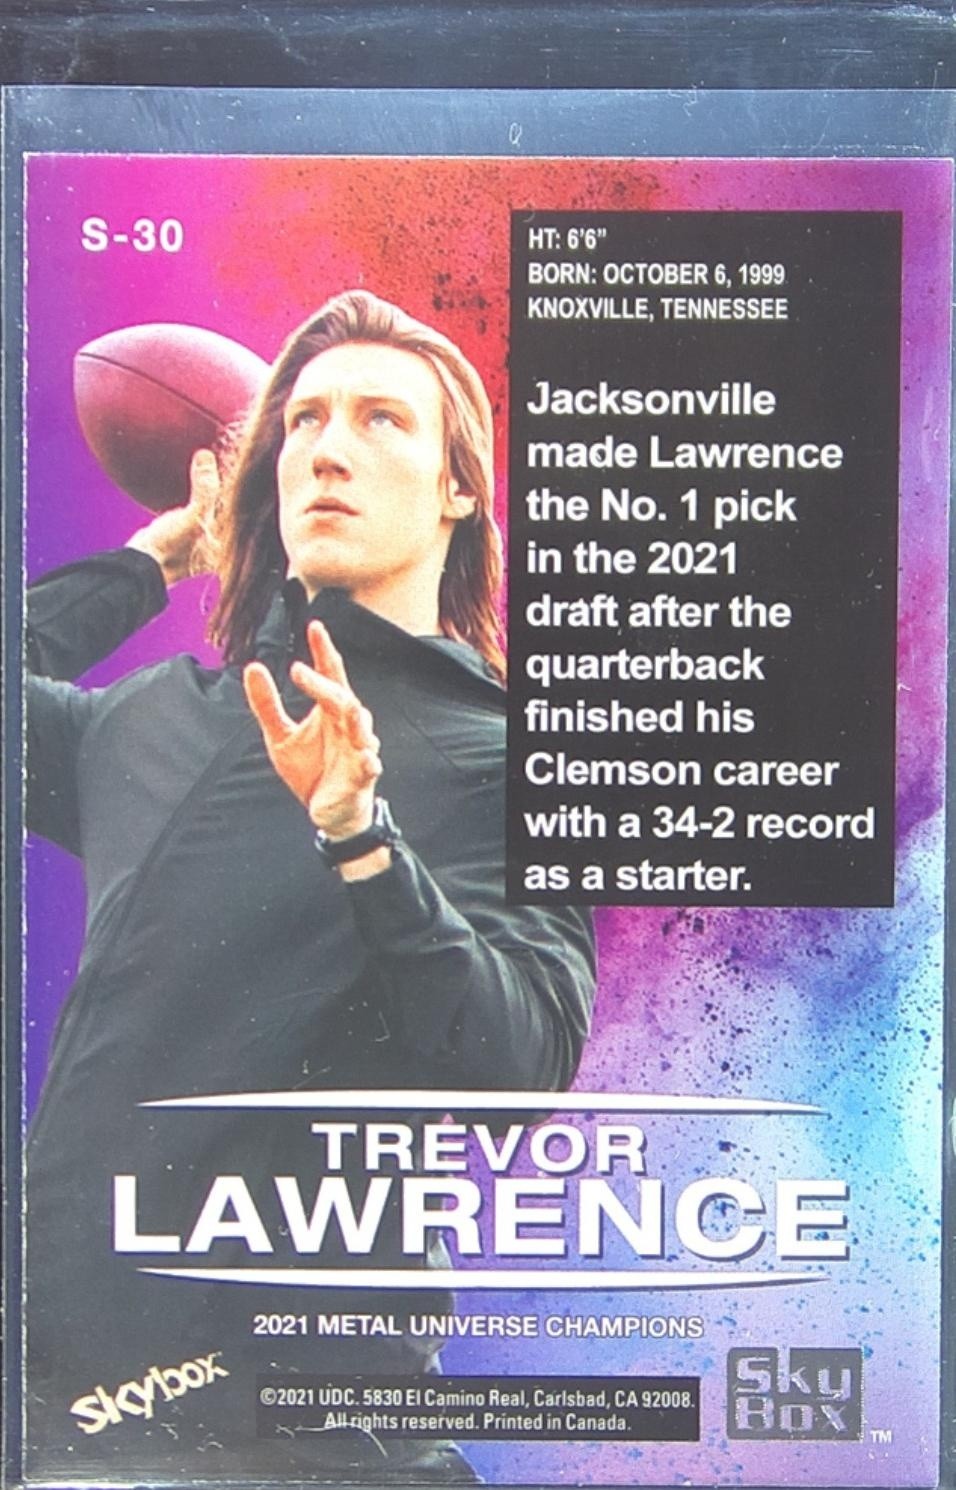 S-30
HT: 6'6"
BORN: OCTOBER 6, 1999
KNOXVILLE, TENNESSEE
Jacksonville
made Lawrence
the No. 1 pick
in the 2021
draft after the
quarterback
finished his
Clemson career
with a 34-2 record
as a starter.
TREVOR
LAWRENCE
2021 METAL UNIVERSE CHAMPIONS
skybox
©2021 UDC. 5830 El Camino Real, Carlsbad, CA 92008.
All rights reserved. Printed in Canada.
Sky
Box
TM